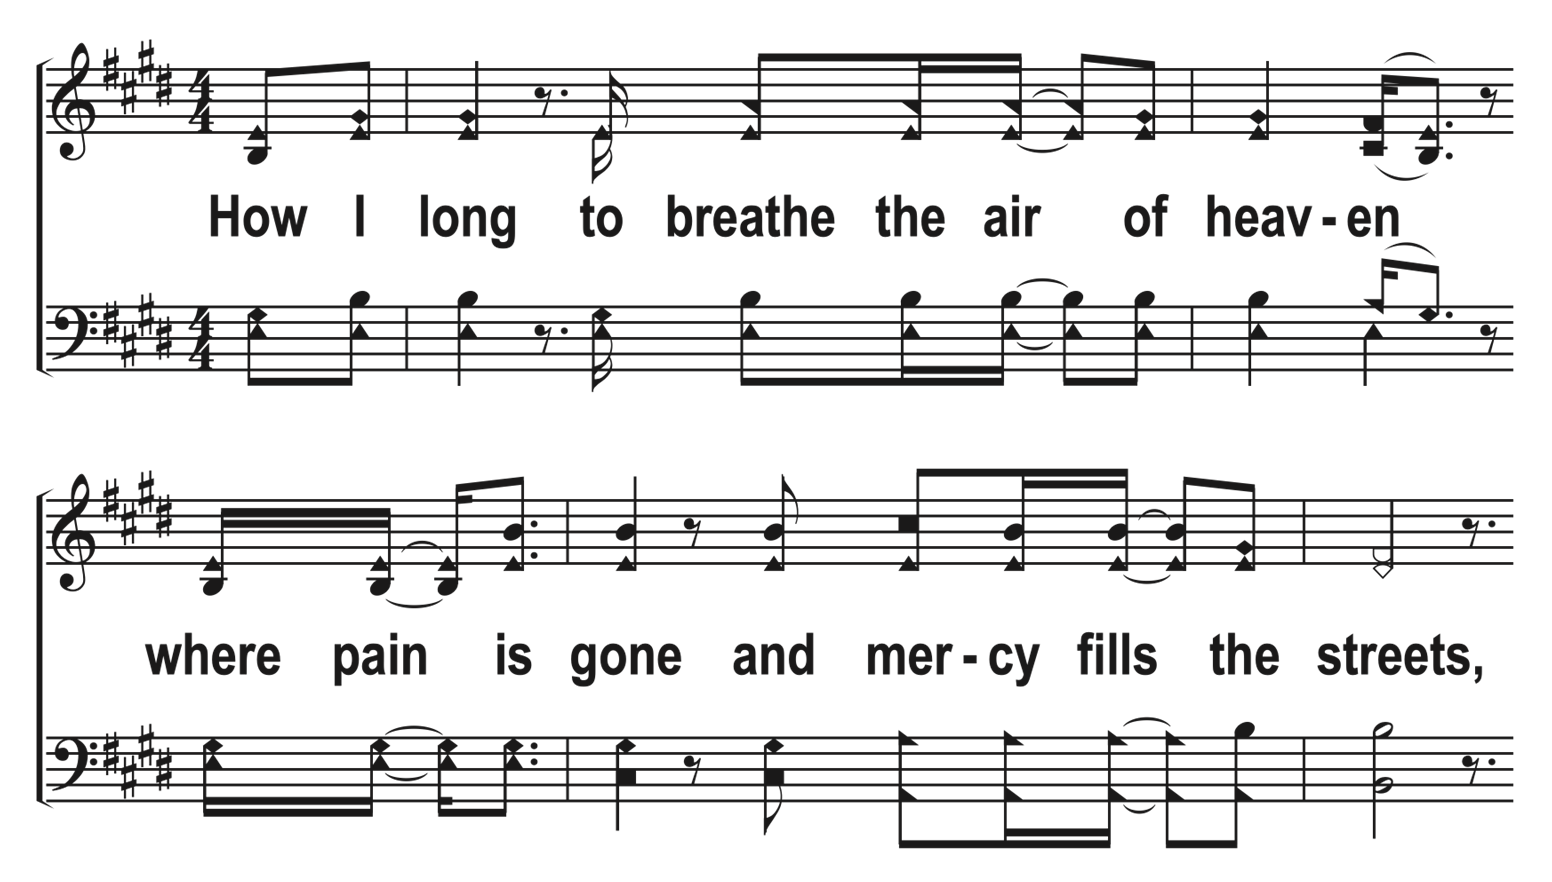 How I long to breathe the air of heav - en
where pain is gone and mer - cy fills the streets,